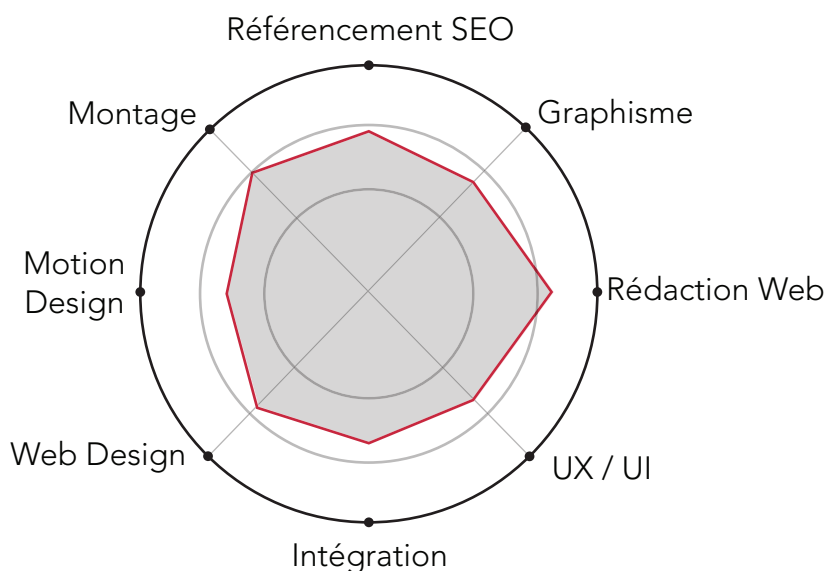 Référencement SEO
Montage
Graphisme
Motion
Design
Rédaction Web
Web Design
UX / UI
Intégration